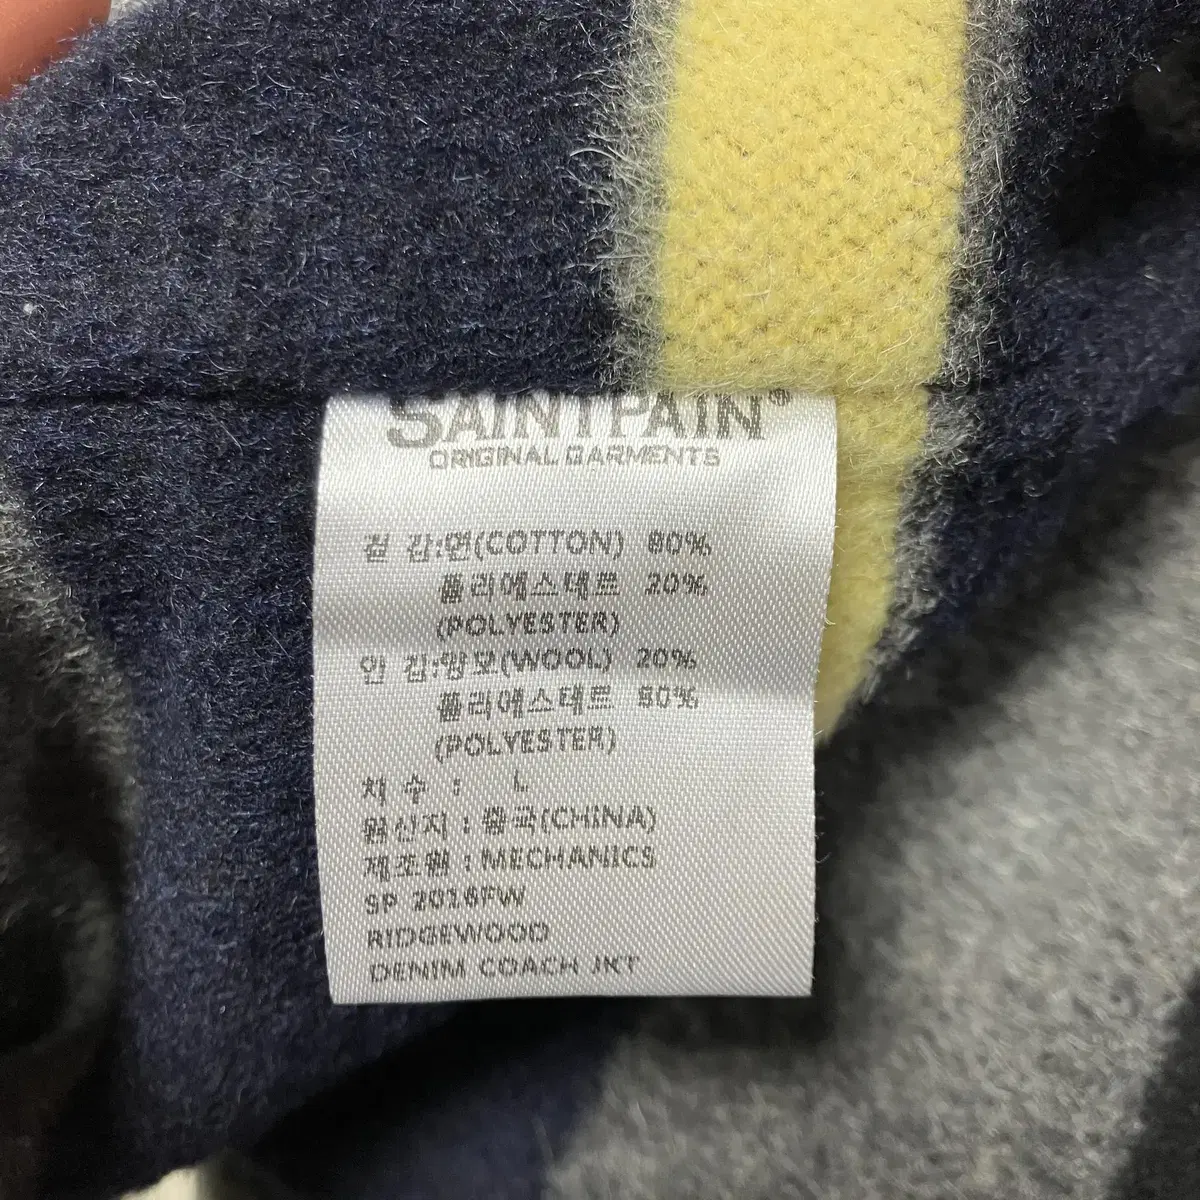 SAINTPAIN®
ORIGINAL GARMENTS
겉 감:면(COTTON) 80%
폴리에스테르 20%
(POLYESTER)
안 감:양모(WOOL) 20%
폴리에스테르 80%
(POLYESTER)
치 수 : L
원산지 : 중국(CHINA)
제조원 : MECHANICS
SP 2016FW
RIDGEWOOD
DENIM COACH JKT